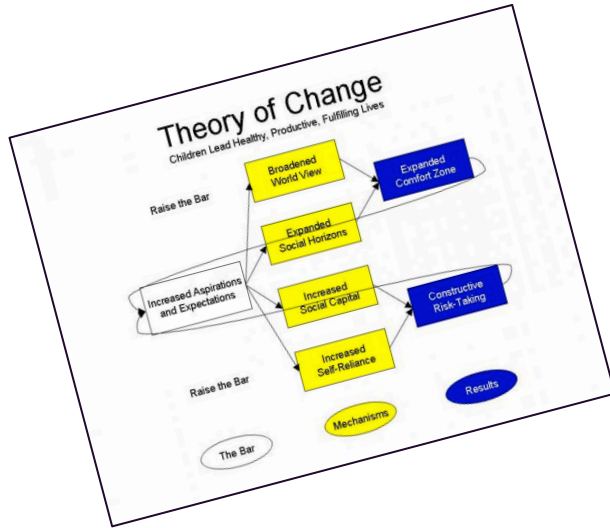 Theory of Change
Children Lead Healthy, Productive, Fulfilling Lives
Broadened
World View
Expanded
Comfort Zone
Raise the Bar
Expanded
Social Horizons
Increased Aspirations
and Expectations
Increased
Social Capital
Constructive
Risk-Taking
Increased
Self-Reliance
Raise the Bar
The Bar
Mechanisms
Results